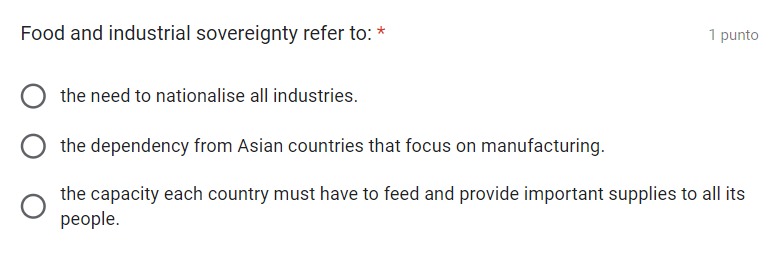 Food and industrial sovereignty refer to: *
1 punto
the need to nationalise all industries.
the dependency from Asian countries that focus on manufacturing.
the capacity each country must have to feed and provide important supplies to all its
people.